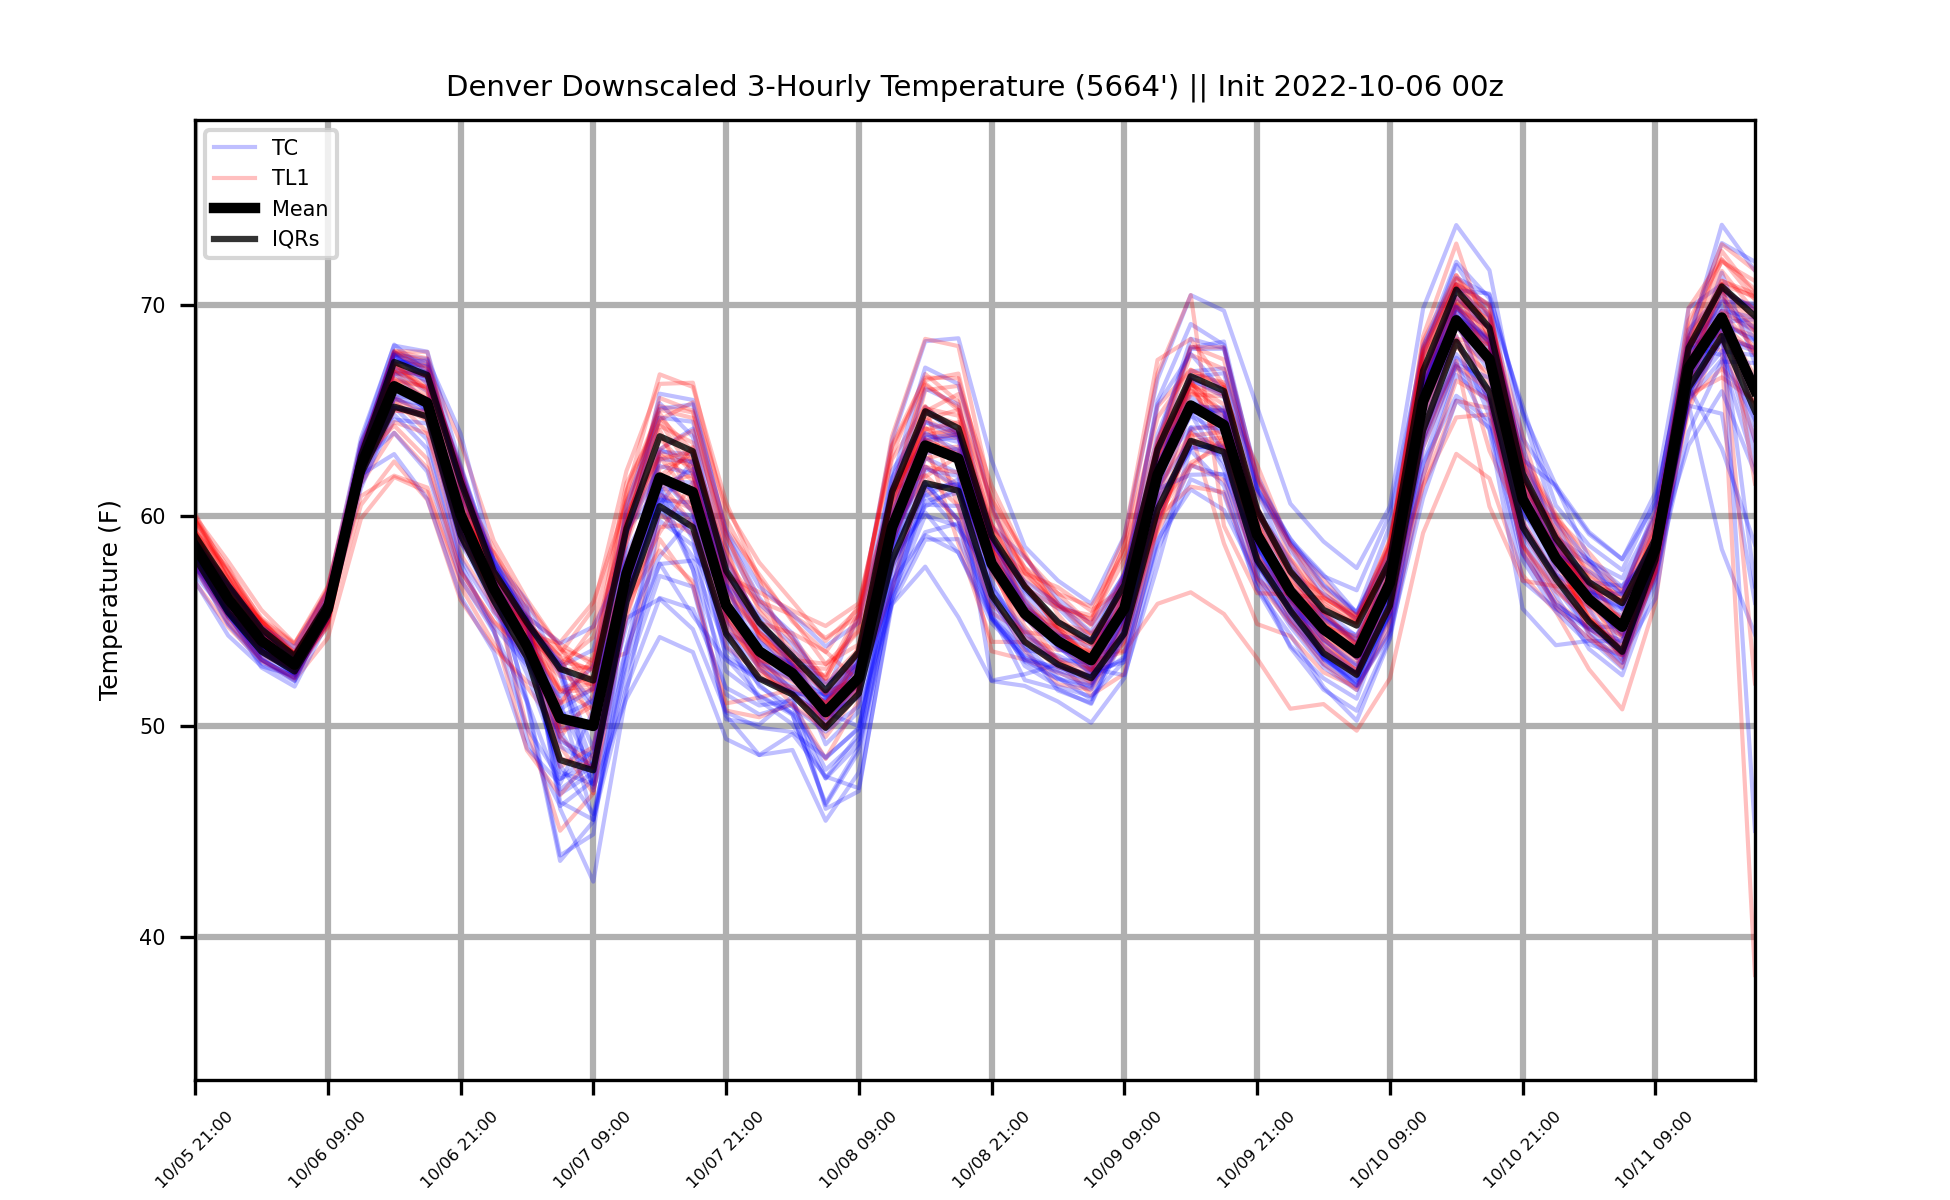 Denver Downscaled 3-Hourly Temperature (5664') || Init 2022-10-06 00z
TC
TL1
Mean
IQRs
Temperature (F)
70
60
50
40
10/05 21:00
10/06 09:00
10/06 21:00
10/07 09:00
10/07 21:00
10/08 09:00
10/08 21:00
10/09 09:00
10/09 21:00
10/10 09:00
10/10 21:00
10/11 09:00